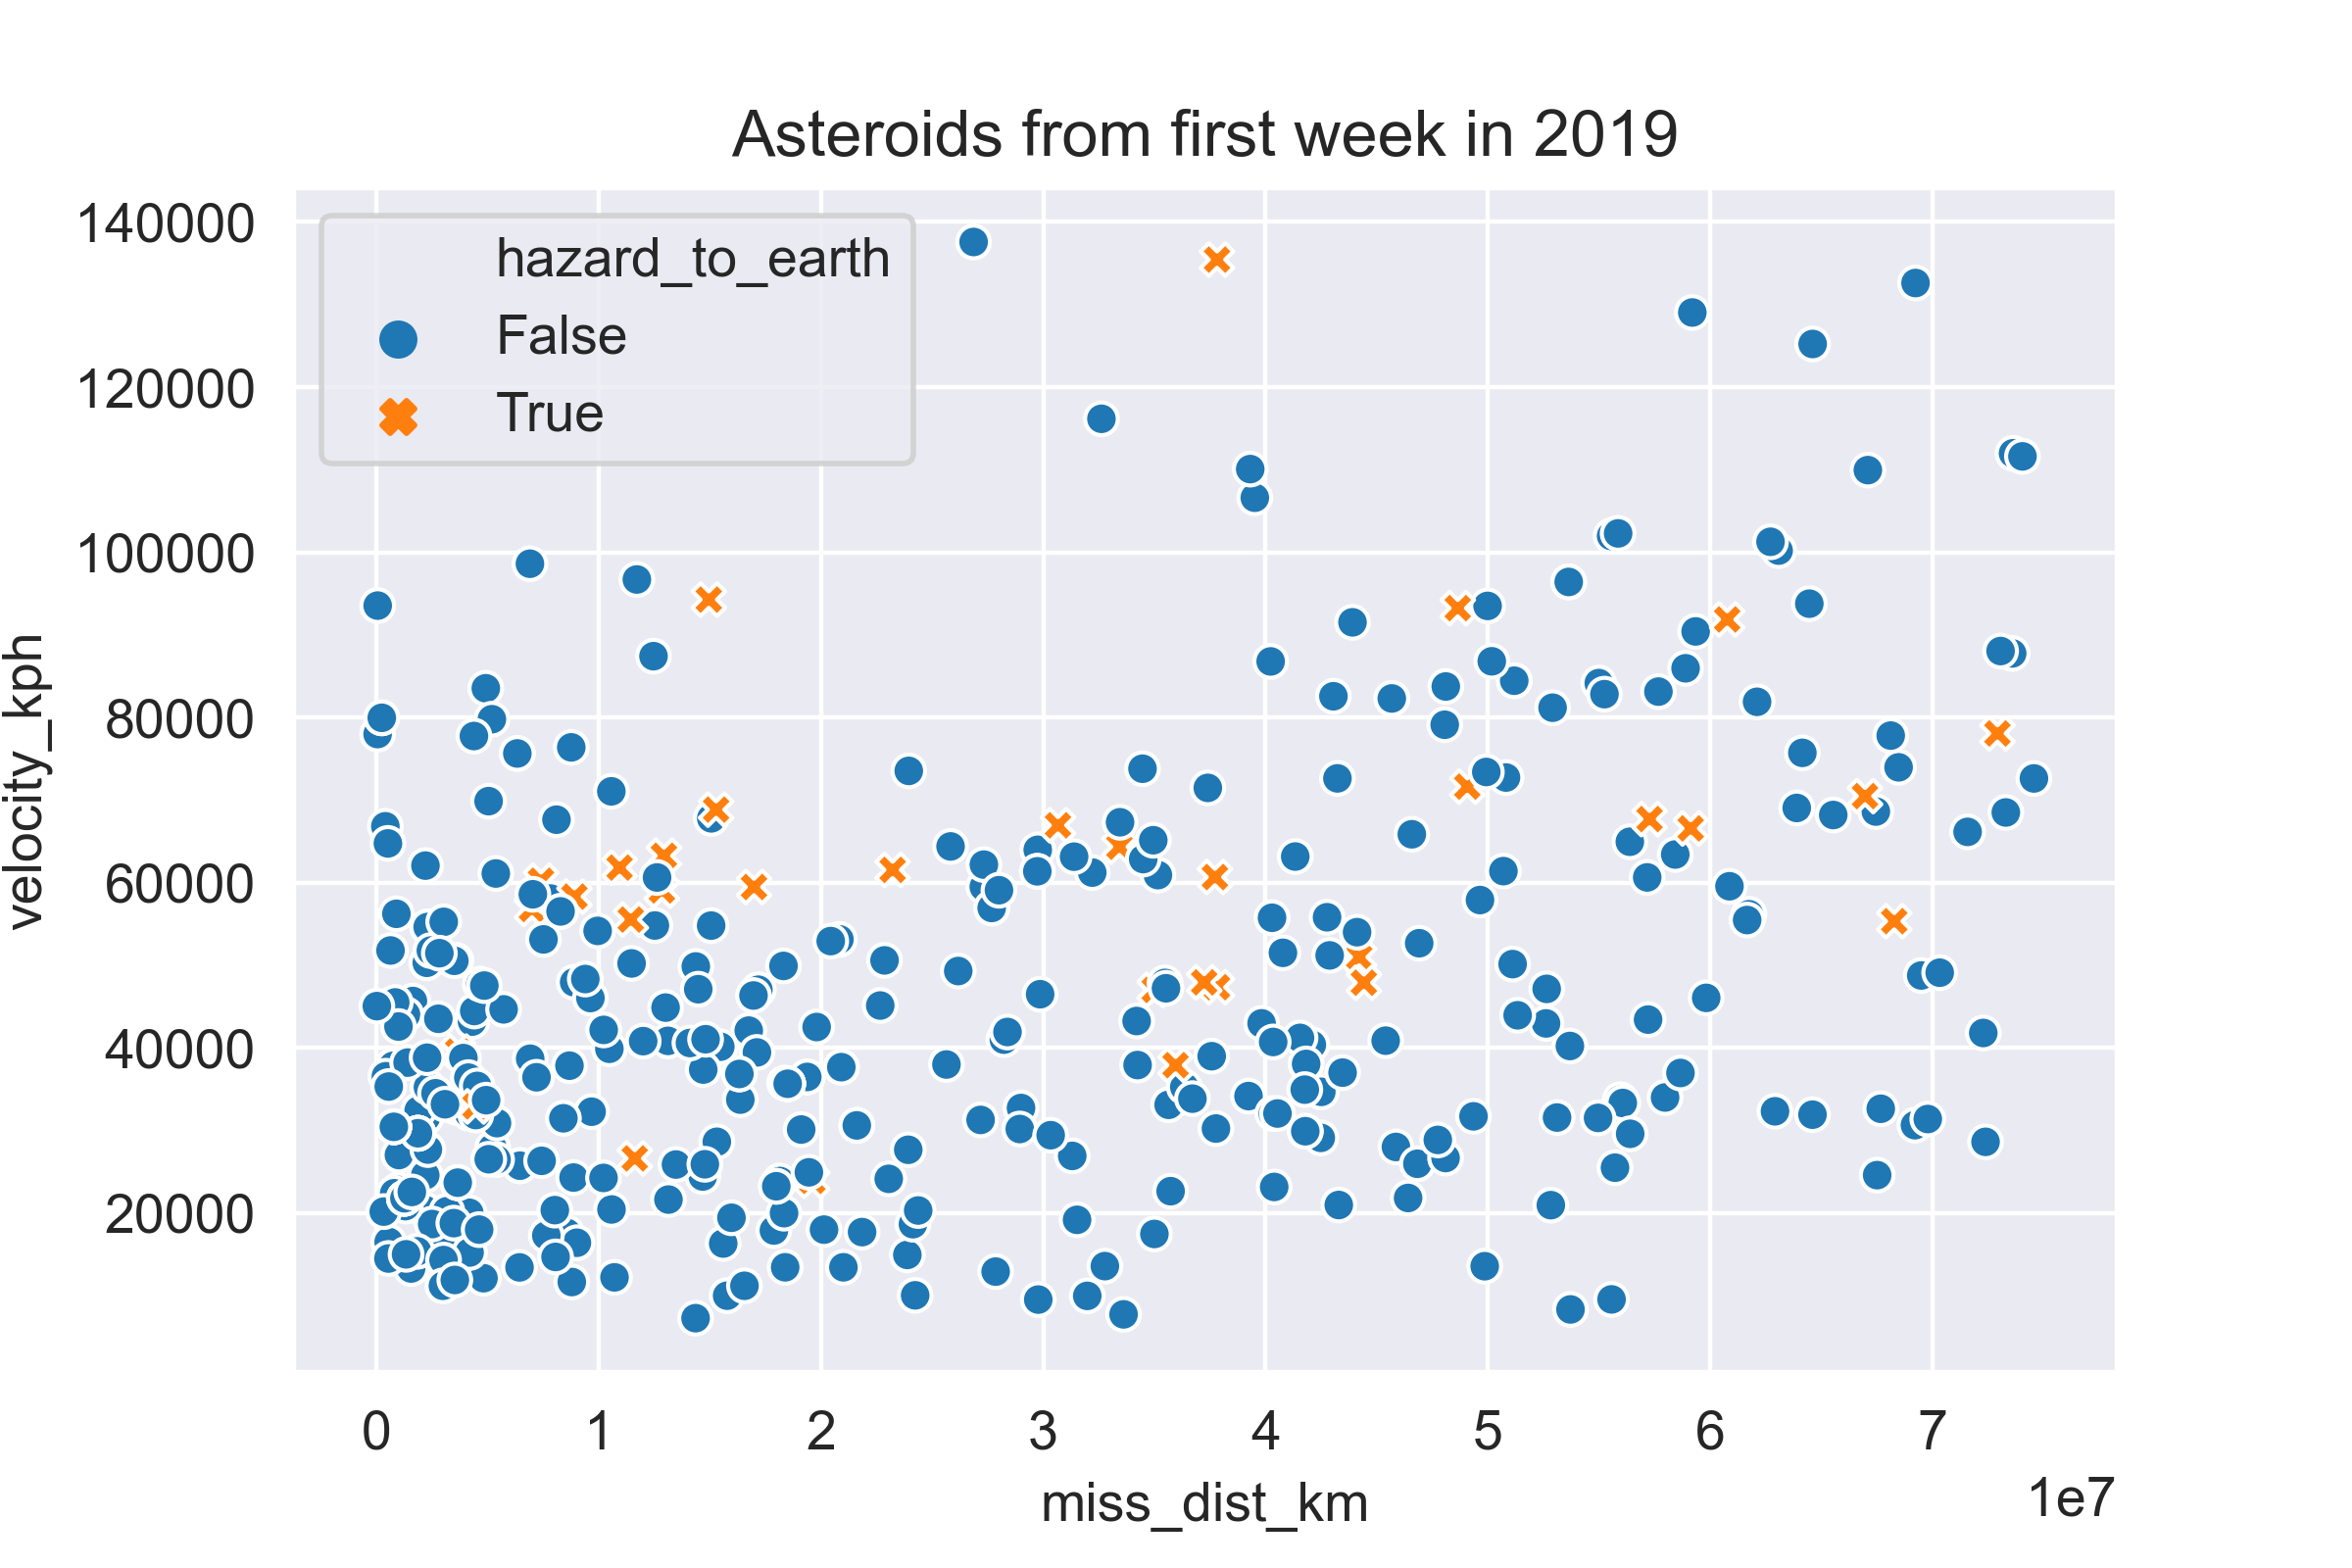 Asteroids from first week in 2019
hazard_to_earth
False
True
140000
120000
100000
80000
60000
40000
20000
velocity_kph
0 1 2 3 4 5 6 7
1e7
miss_dist_km